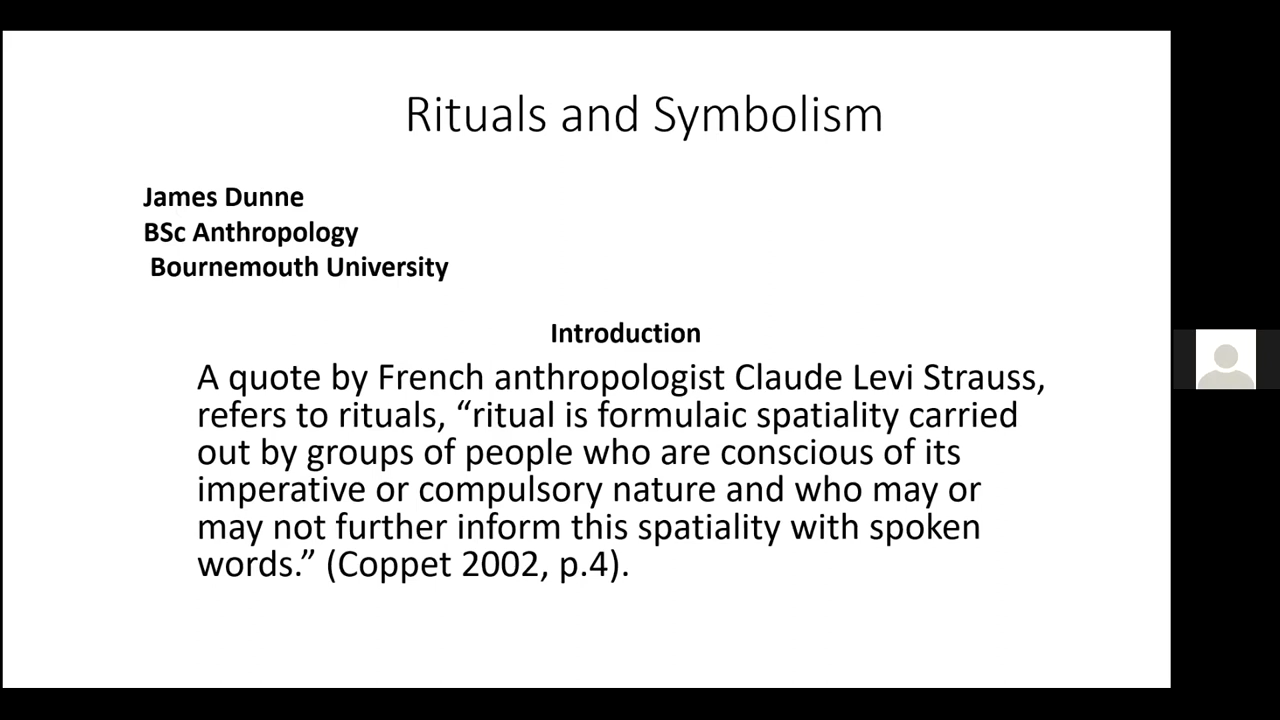 Rituals and Symbolism
James Dunne
BSc Anthropology
Bournemouth University
Introduction
A quote by French anthropologist Claude Levi Strauss,
refers to rituals, “ritual is formulaic spatiality carried
out by groups of people who are conscious of its
imperative or compulsory nature and who may or
may not further inform this spatiality with spoken
words.” (Coppet 2002, p.4).